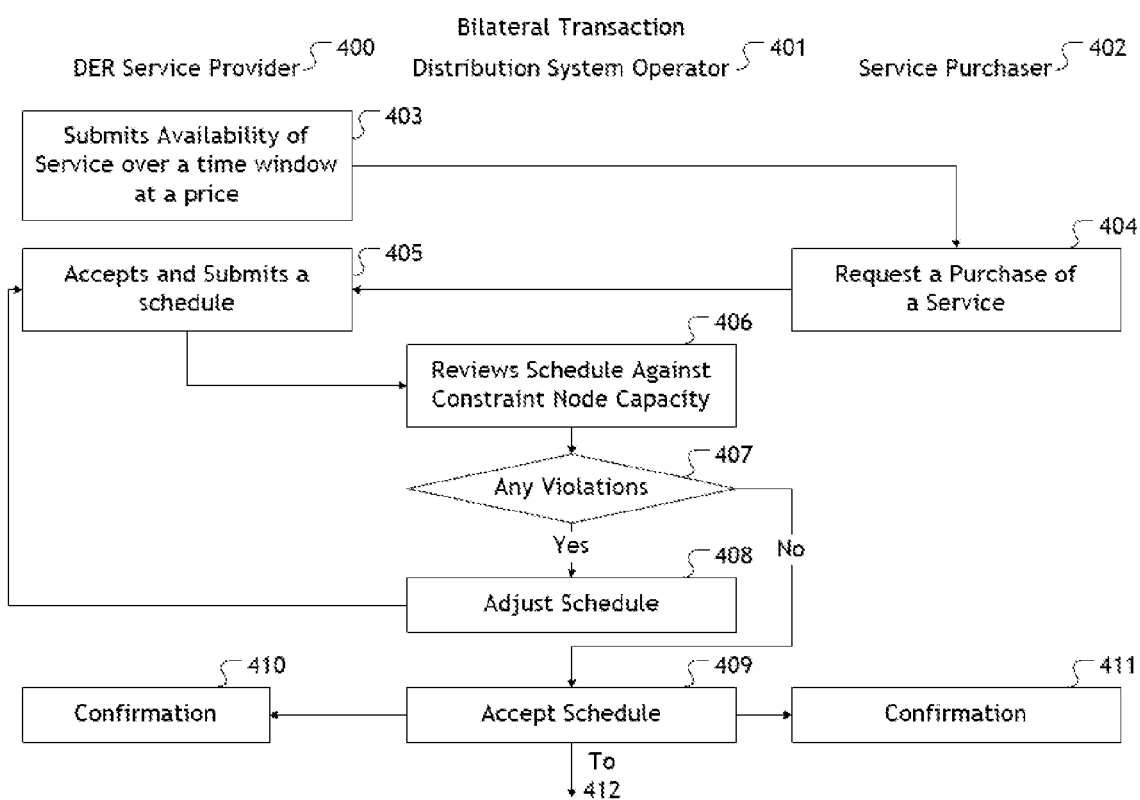 Bilateral Transaction
DER Service Provider 400
Distribution System Operator 401
Service Purchaser 402
403
Submits Availability of
Service over a time window
at a price
404
Request a Purchase of
a Service
405
Accepts and Submits a
schedule
406
Reviews Schedule Against
Constraint Node Capacity
407
Any Violations
Yes
No
408
Adjust Schedule
410
Confirmation
409
Accept Schedule
411
Confirmation
To
412